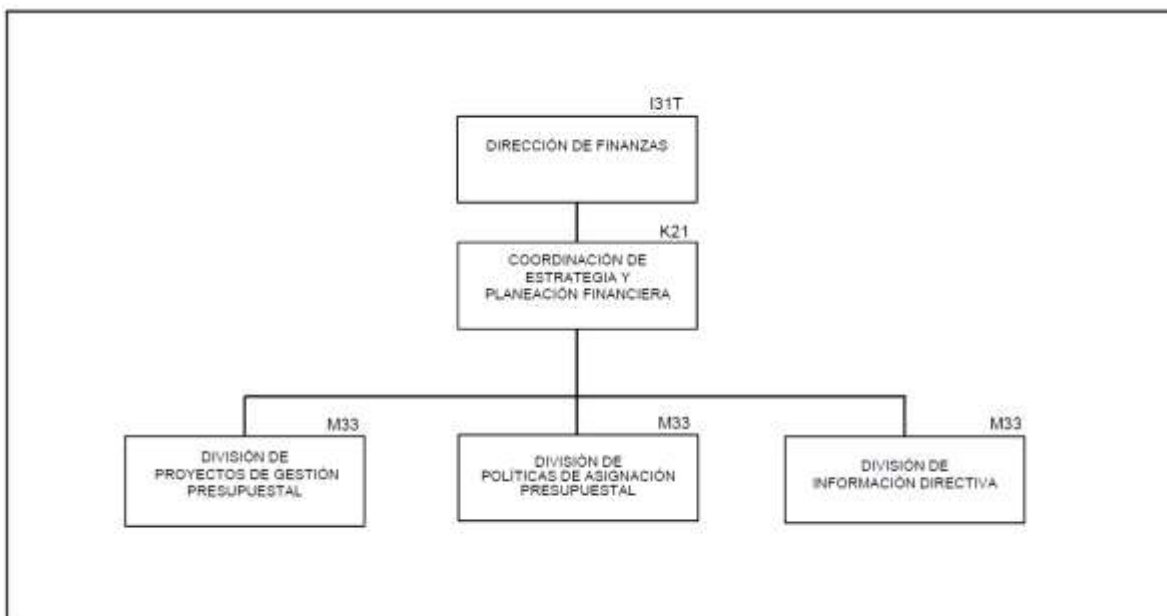 I31T
DIRECCIÓN DE FINANZAS
K21
COORDINACIÓN DE
ESTRATEGIA Y
PLANEACIÓN FINANCIERA
M33
DIVISIÓN DE
PROYECTOS DE GESTIÓN
PRESUPUESTAL
M33
DIVISIÓN DE
POLÍTICAS DE ASIGNACIÓN
PRESUPUESTAL
M33
DIVISIÓN DE
INFORMACIÓN DIRECTIVA